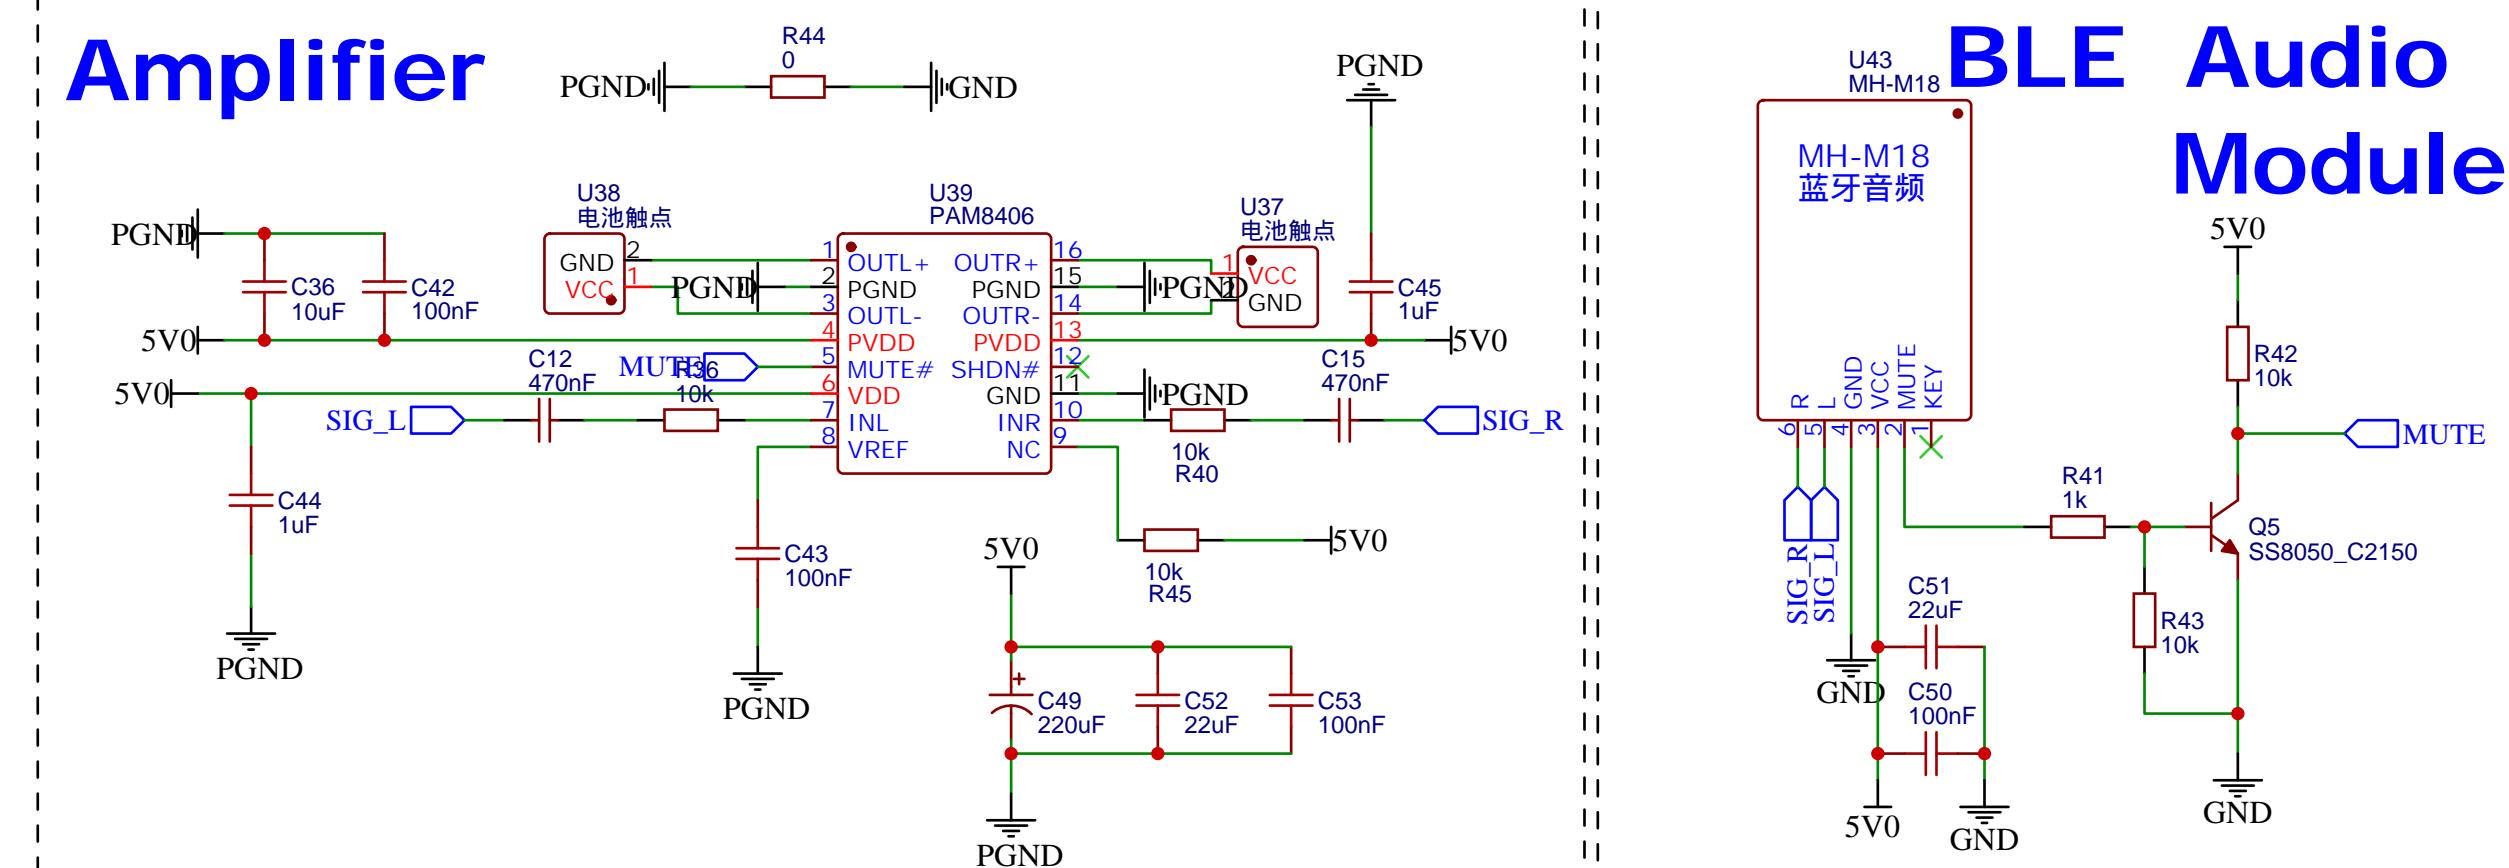 Amplifier
R44
0
PGND
GND
PGND
U38
电池触点
GND
VCC
2
1
U39
PAM8406
1
2
3
4
5
6
7
8
OUTL+
PGND
OUTL-
PVDD
MUTE#
VDD
INL
VREF
OUTR+
PGND
OUTR-
PVDD
SHDN#
GND
INR
NC
16
15
14
13
12
11
10
9
U37
电池触点
1
2
VCC
GND
PGND
PGND
PGND
PGND
C36
10uF
C42
100nF
5V0
5V0
C45
1uF
5V0
MUTE
C12
470nF
R36
10k
SIG_L
C15
470nF
SIG_R
10k
R40
C44
1uF
PGND
C43
100nF
PGND
10k
R45
5V0
5V0
C49
220uF
C52
22uF
C53
100nF
PGND
BLE Audio
Module
U43
MH-M18
MH-M18
蓝牙音频
R
L
GND
VCC
MUTE
KEY
6
5
4
3
2
1
SIG_R
SIG_L
GND
C51
22uF
C50
100nF
5V0
GND
5V0
R42
10k
MUTE
R41
1k
Q5
SS8050_C2150
R43
10k
GND